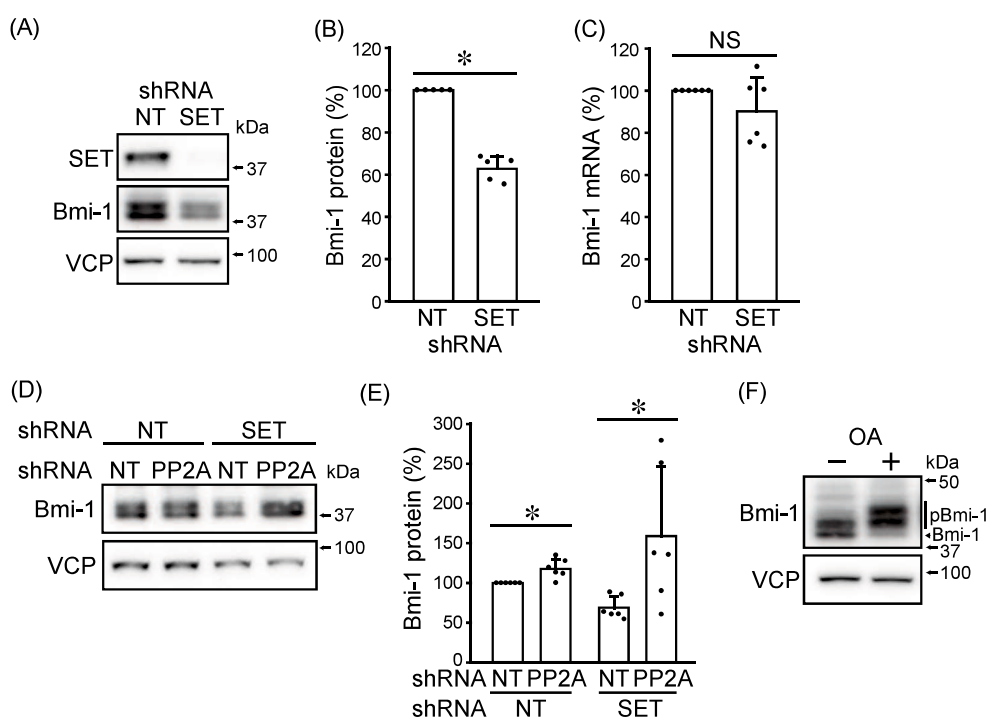 (A)
shRNA
NT SET
kDa
SET
37
Bmi-1
37
VCP
100
(B)
Bmi-1 protein (%)
120
100
80
60
40
20
0
*
NT SET
shRNA
(C)
Bmi-1 mRNA (%)
120
100
80
60
40
20
0
NS
NT SET
shRNA
(D)
shRNA NT SET
shRNA NT PP2A NT PP2A kDa
Bmi-1
37
100
VCP
(E)
Bmi-1 protein (%)
300
250
200
150
100
50
0
*
*
shRNA NT PP2A NT PP2A
shRNA NT SET
(F)
OA
− + kDa
50
Bmi-1
pBmi-1
Bmi-1
37
VCP
100